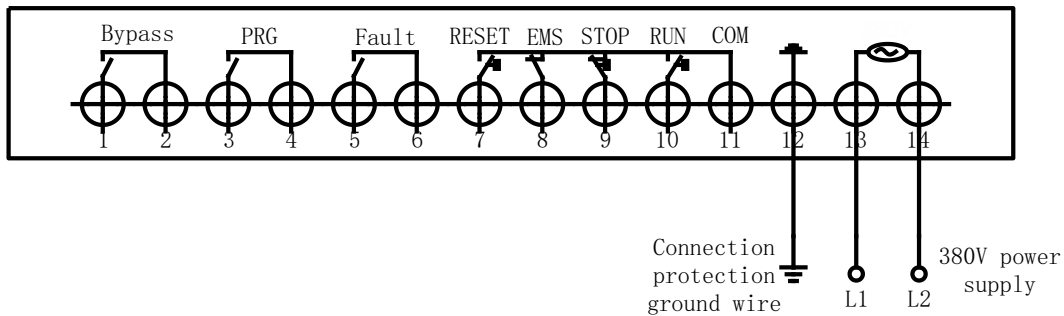 Bypass PRG Fault RESET EMS STOP RUN COM
1 2 3 4 5 6 7 8 9 10 11 12 13 14
Connection
protection
ground wire
L1 L2
380V power
supply